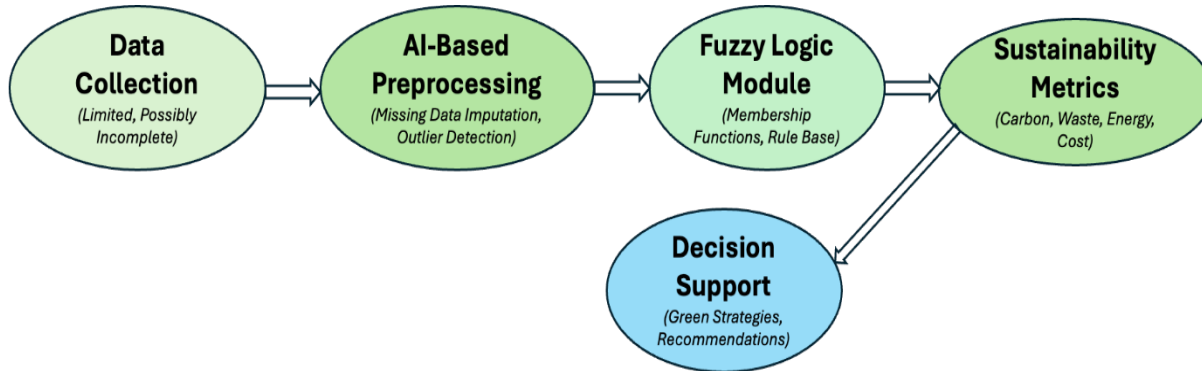 Data
Collection
(Limited, Possibly
Incomplete)
AI-Based
Preprocessing
(Missing Data Imputation,
Outlier Detection)
Fuzzy Logic
Module
(Membership
Functions, Rule Base)
Sustainability
Metrics
(Carbon, Waste, Energy,
Cost)
Decision
Support
(Green Strategies,
Recommendations)